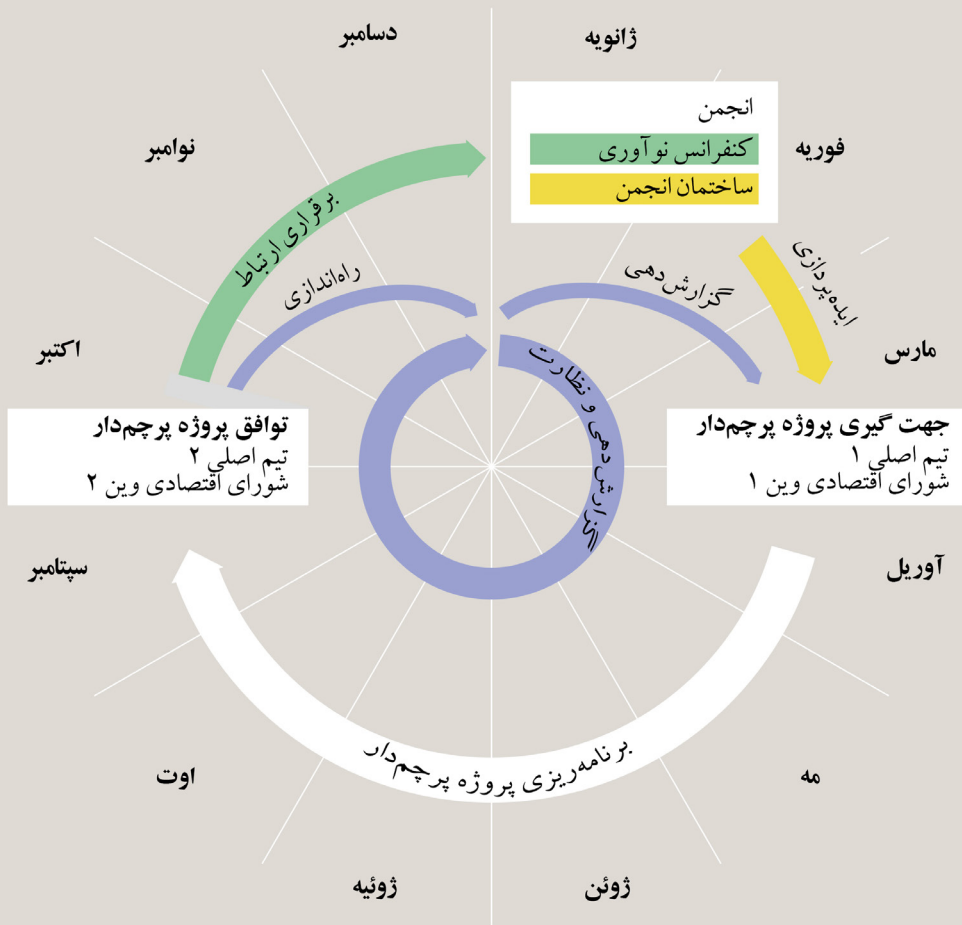 دسامبر
ژانویه
نوامبر
فوریه
انجمن
کنفرانس نوآوری
ساختمان انجمن
برقراری ارتباط
راه‌اندازی
گزارش‌دهی
ایده‌پردازی
اکتبر
مارس
گزارش‌دهی و نظارت
جهت گیری پروژه پرچم‌دار
تیم اصلی ۱
شورای اقتصادی وین ۱
توافق پروژه پرچم‌دار
تیم اصلی ۲
شورای اقتصادی وین ۲
سپتامبر
آوریل
برنامه‌ریزی پروژه پرچم‌دار
اوت
مه
ژوئیه
ژوئن